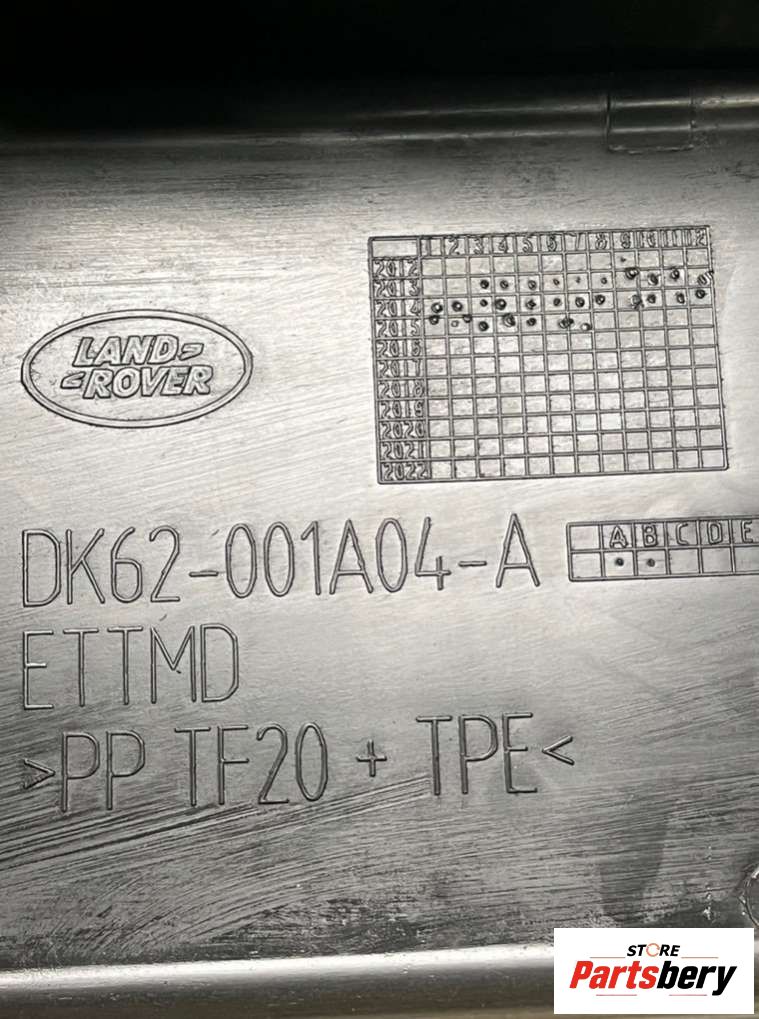 1 2 3 4 5 6 7 8 9 10 11 12
2012
2013
2014
2015
2016
2017
2018
2019
2020
2021
2022
LAND
ROVER
DK62-001A04-A
A B C D E
ETTMD
>PP TF20 + TPE<
STORE
Partsbery